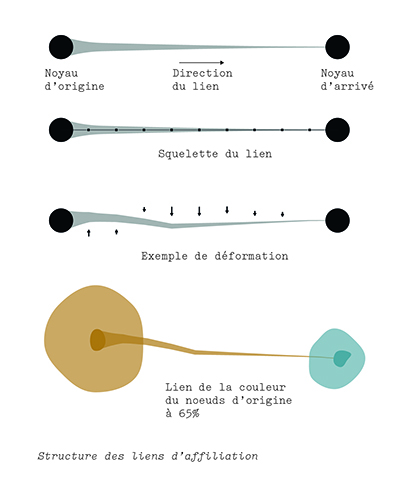 Noyau
d'origine
Direction
du lien
Noyau
d'arrivé
Squelette du lien
Exemple de déformation
Lien de la couleur
du noeuds d'origine
à 65%
Structure des liens d'affiliation